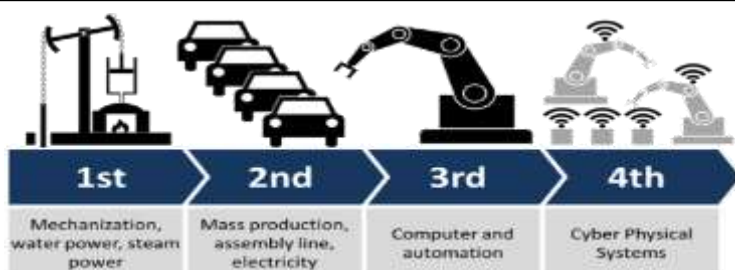 1st
2nd
3rd
4th
Mechanization,
water power, steam
power
Mass production,
assembly line,
electricity
Computer and
automation
Cyber Physical
Systems